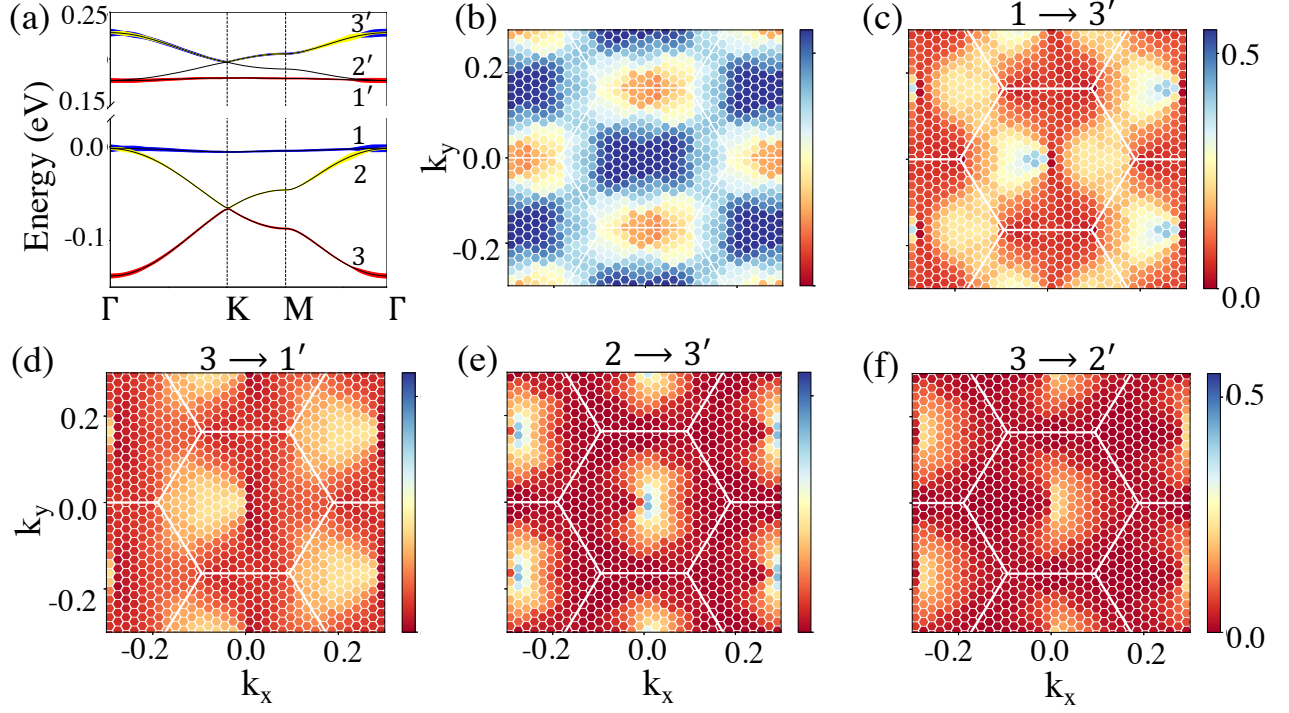 (a)
0.25
0.15
0.0
-0.1
Energy (eV)
3′
2′
1′
1
2
3
Γ K M Γ
(b)
0.2
0.0
-0.2
k_y
(c) 1 → 3′
0.5
0.0
(d) 3 → 1′
0.2
0.0
-0.2
k_y
-0.2 0.0 0.2
k_x
(e) 2 → 3′
-0.2 0.0 0.2
k_x
(f) 3 → 2′
0.5
0.0
-0.2 0.0 0.2
k_x